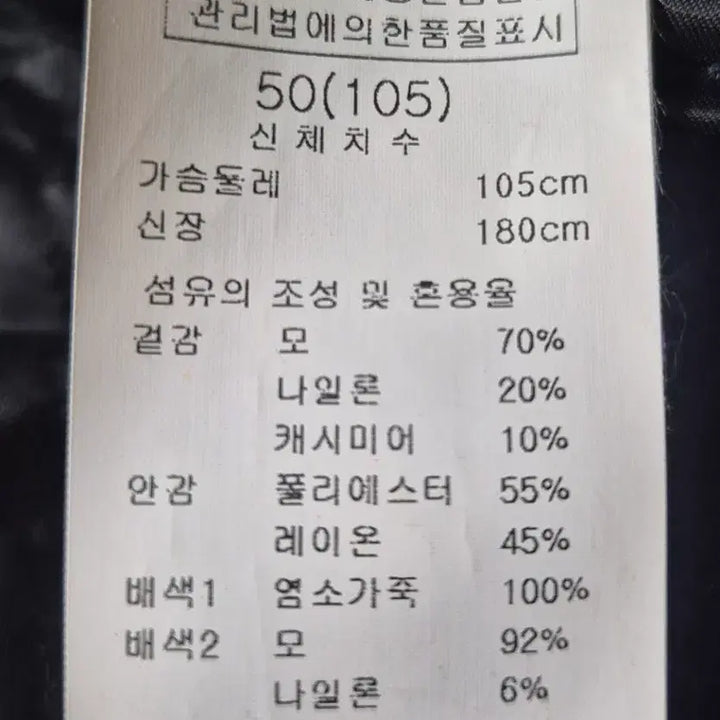 관리법에의한품질표시
50(105)
신체치수
가슴둘레 105cm
신장 180cm
섬유의 조성 및 혼용율
겉감 모 70%
나일론 20%
캐시미어 10%
안감 폴리에스터 55%
레이온 45%
배색1 염소가죽 100%
배색2 모 92%
나일론 6%